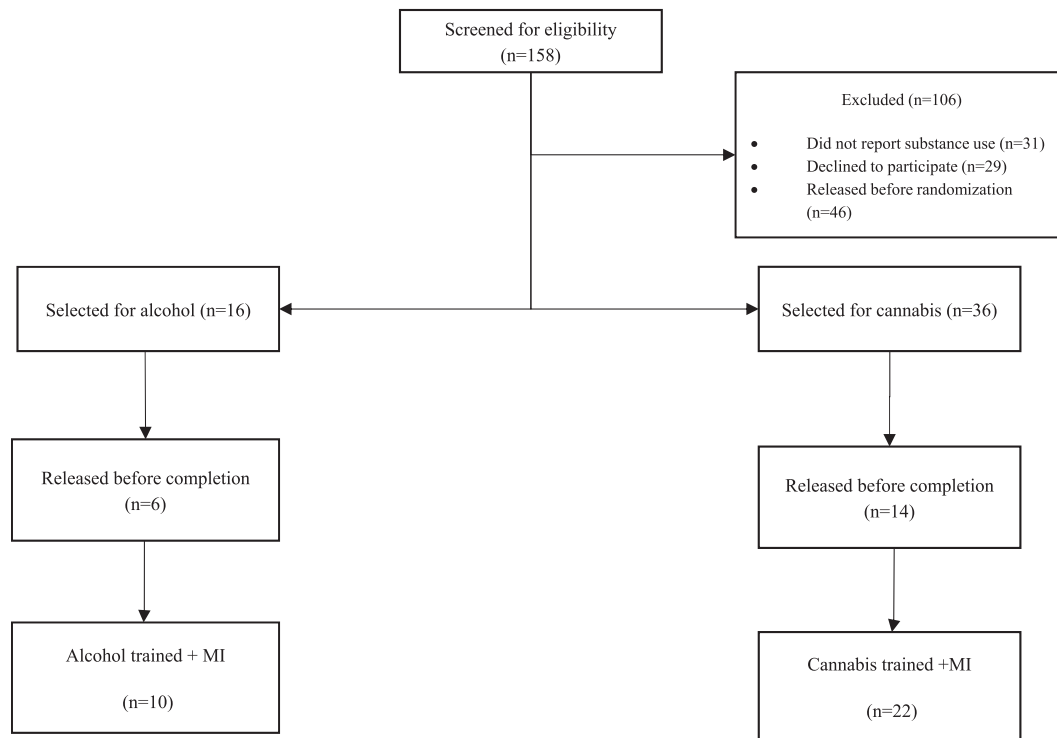 Screened for eligibility
(n=158)
Excluded (n=106)
• Did not report substance use (n=31)
• Declined to participate (n=29)
• Released before randomization
(n=46)
Selected for alcohol (n=16)
Selected for cannabis (n=36)
Released before completion
(n=6)
Released before completion
(n=14)
Alcohol trained + MI
(n=10)
Cannabis trained +MI
(n=22)